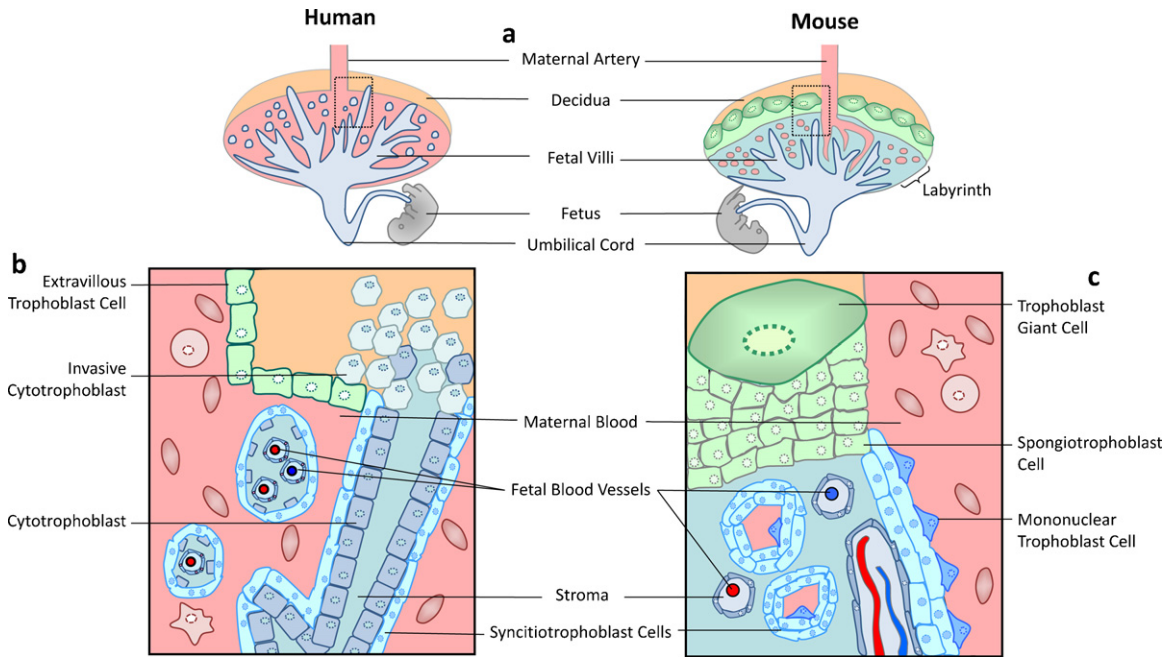 Human
a
Mouse
Maternal Artery
Decidua
Fetal Villi
Labyrinth
Fetus
Umbilical Cord
b
c
Extravillous
Trophoblast Cell
Trophoblast
Giant Cell
Invasive
Cytotrophoblast
Maternal Blood
Spongiotrophoblast
Cell
Fetal Blood Vessels
Cytotrophoblast
Mononuclear
Trophoblast Cell
Stroma
Syncitiotrophoblast Cells